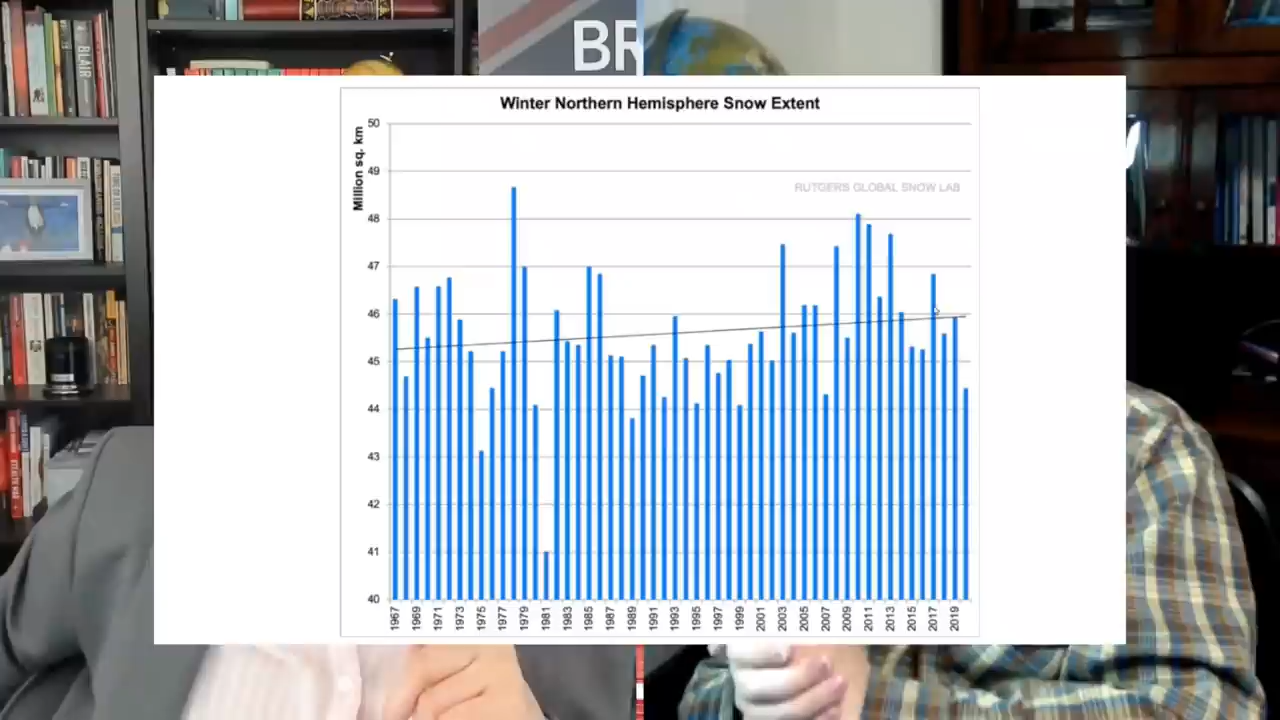 BLAIR
BR
Winter Northern Hemisphere Snow Extent
Million sq. km
RUTGERS GLOBAL SNOW LAB
50
49
48
47
46
45
44
43
42
41
40
1967 1969 1971 1973 1975 1977 1979 1981 1983 1985 1987 1989 1991 1993 1995 1997 1999 2001 2003 2005 2007 2009 2011 2013 2015 2017 2019